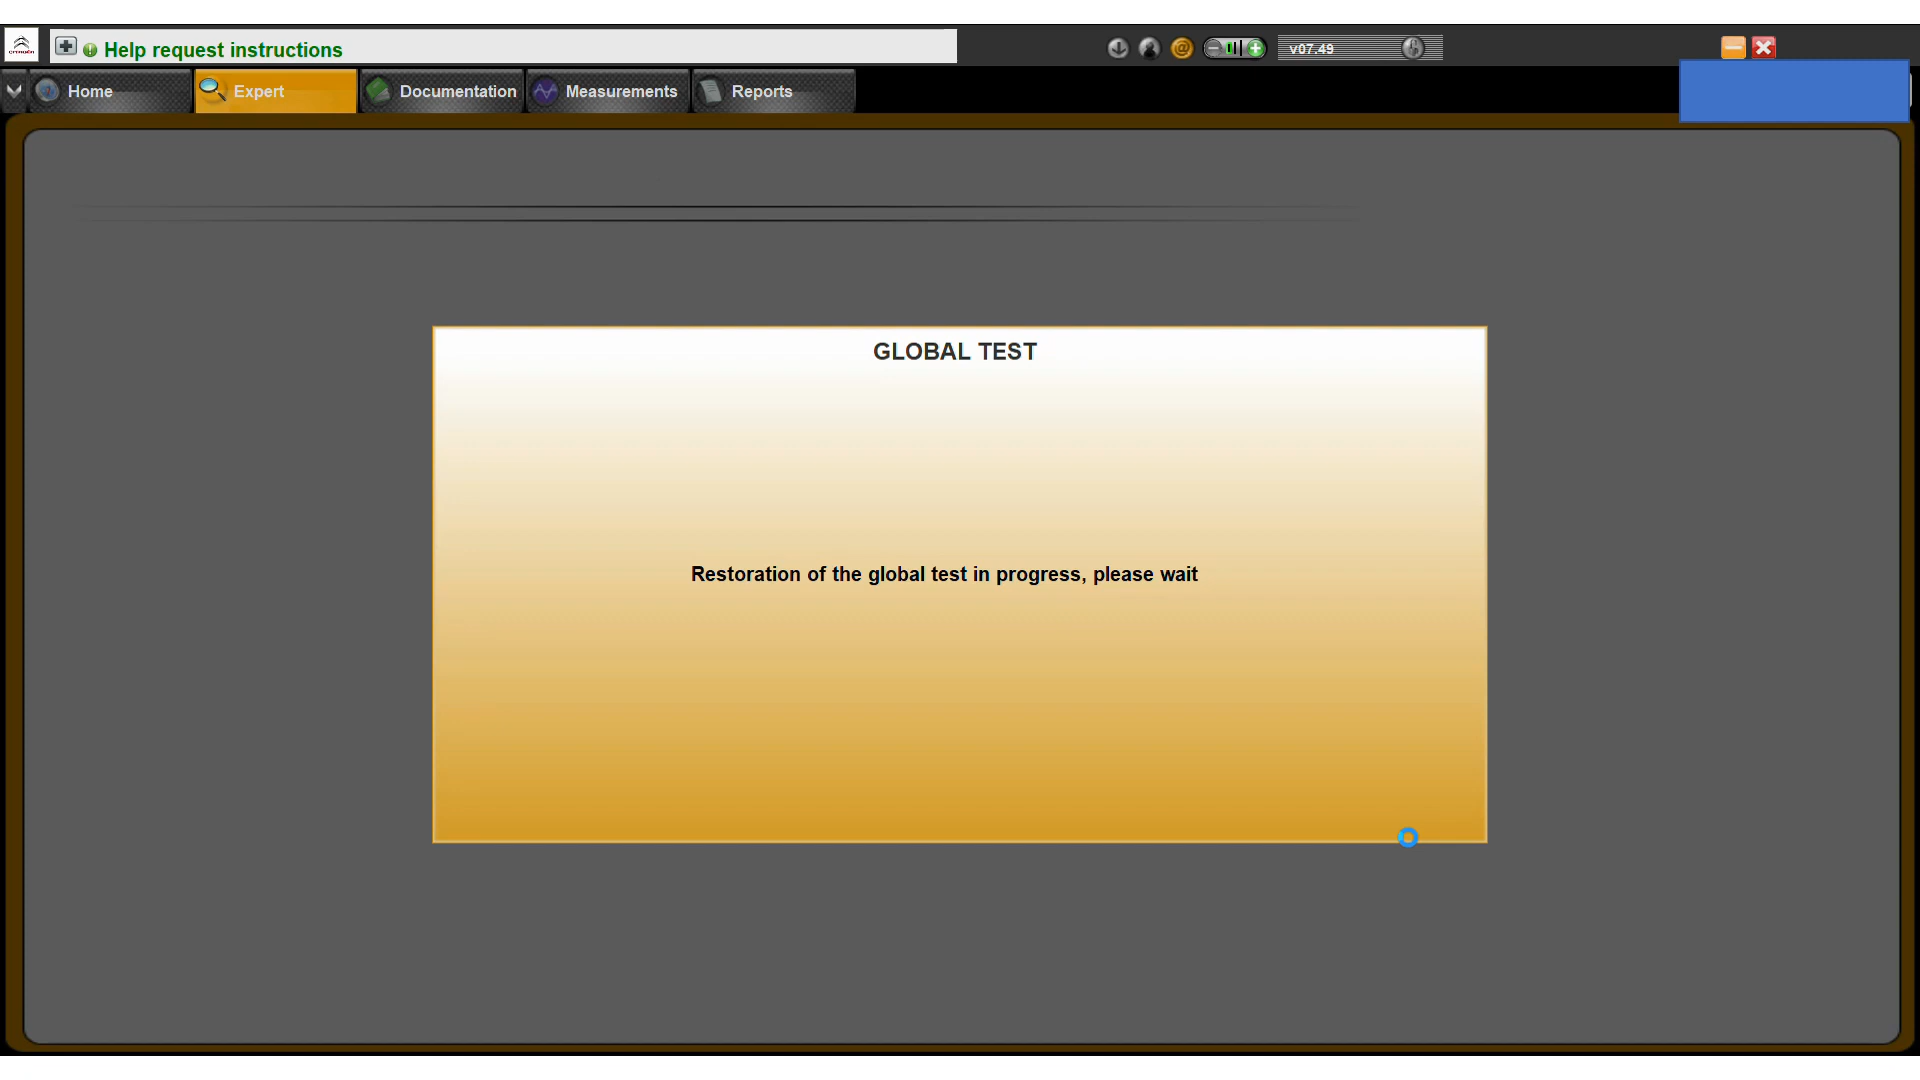 Help request instructions
v07.49
Home
Expert
Documentation
Measurements
Reports
GLOBAL TEST
Restoration of the global test in progress, please wait